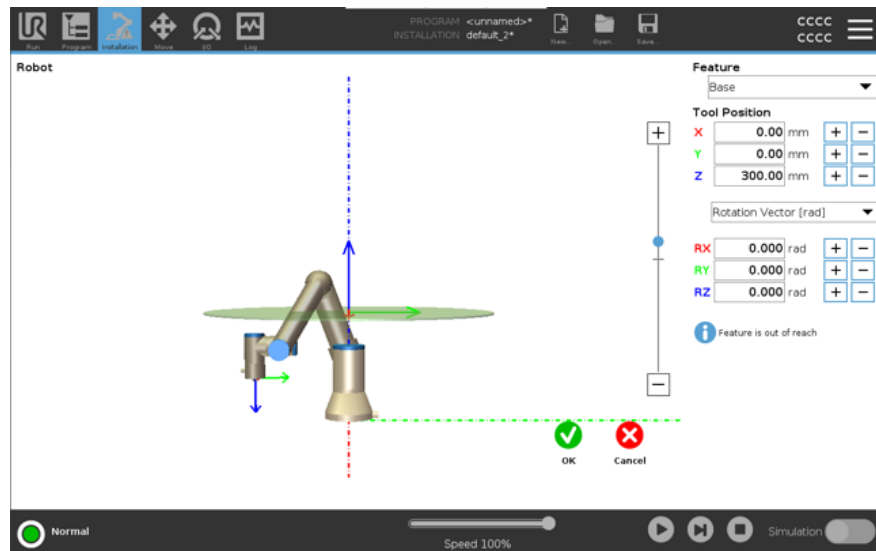 UR
PROGRAM <unnamed>*
INSTALLATION default_2*
cccc
cccc
Run Program Installation Move I/O Log New... Open... Save...
Robot
Feature
Base
Tool Position
X 0.00 mm + −
Y 0.00 mm + −
Z 300.00 mm + −
Rotation Vector [rad]
RX 0.000 rad + −
RY 0.000 rad + −
RZ 0.000 rad + −
Feature is out of reach
OK Cancel
Normal
Speed 100%
Simulation